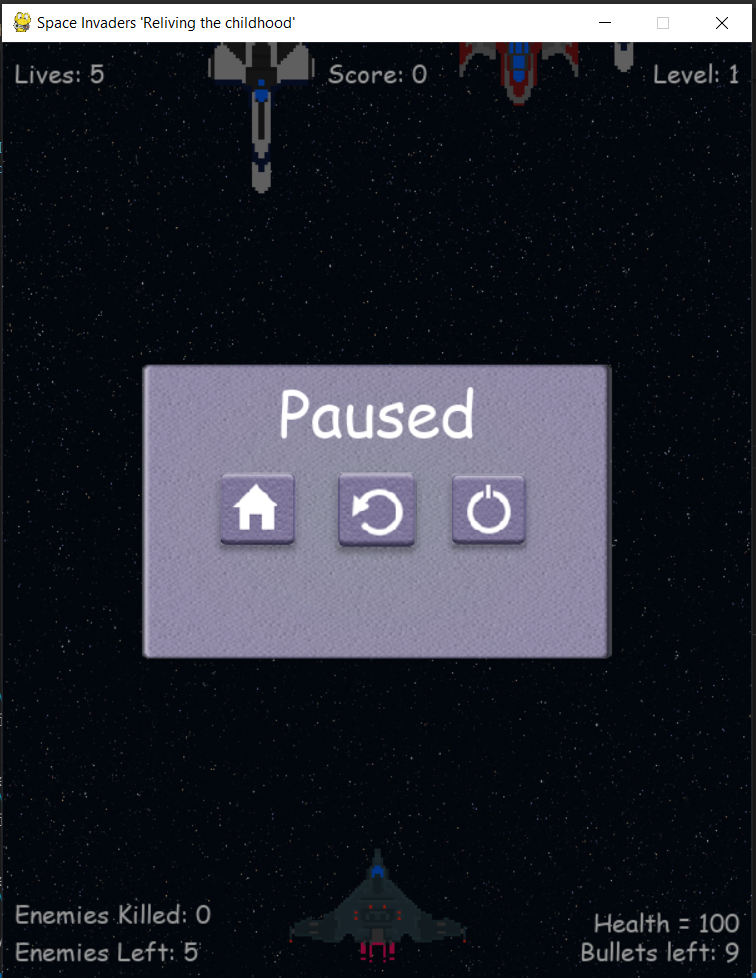 Space Invaders 'Reliving the childhood'
Lives: 5
Score: 0
Level: 1
Paused
Enemies Killed: 0
Health = 100
Enemies Left: 5
Bullets left: 9